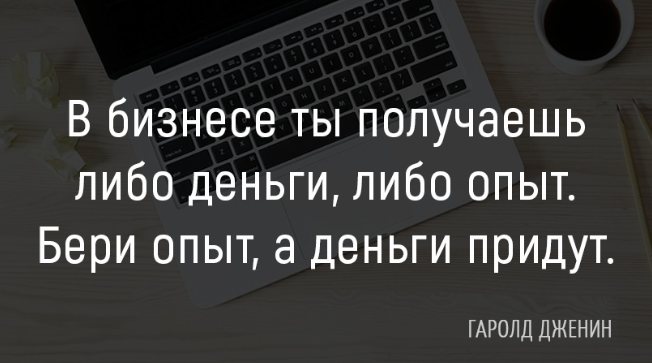 В бизнесе ты получаешь
либо деньги, либо опыт.
Бери опыт, а деньги придут.
ГАРОЛД ДЖЕНИН